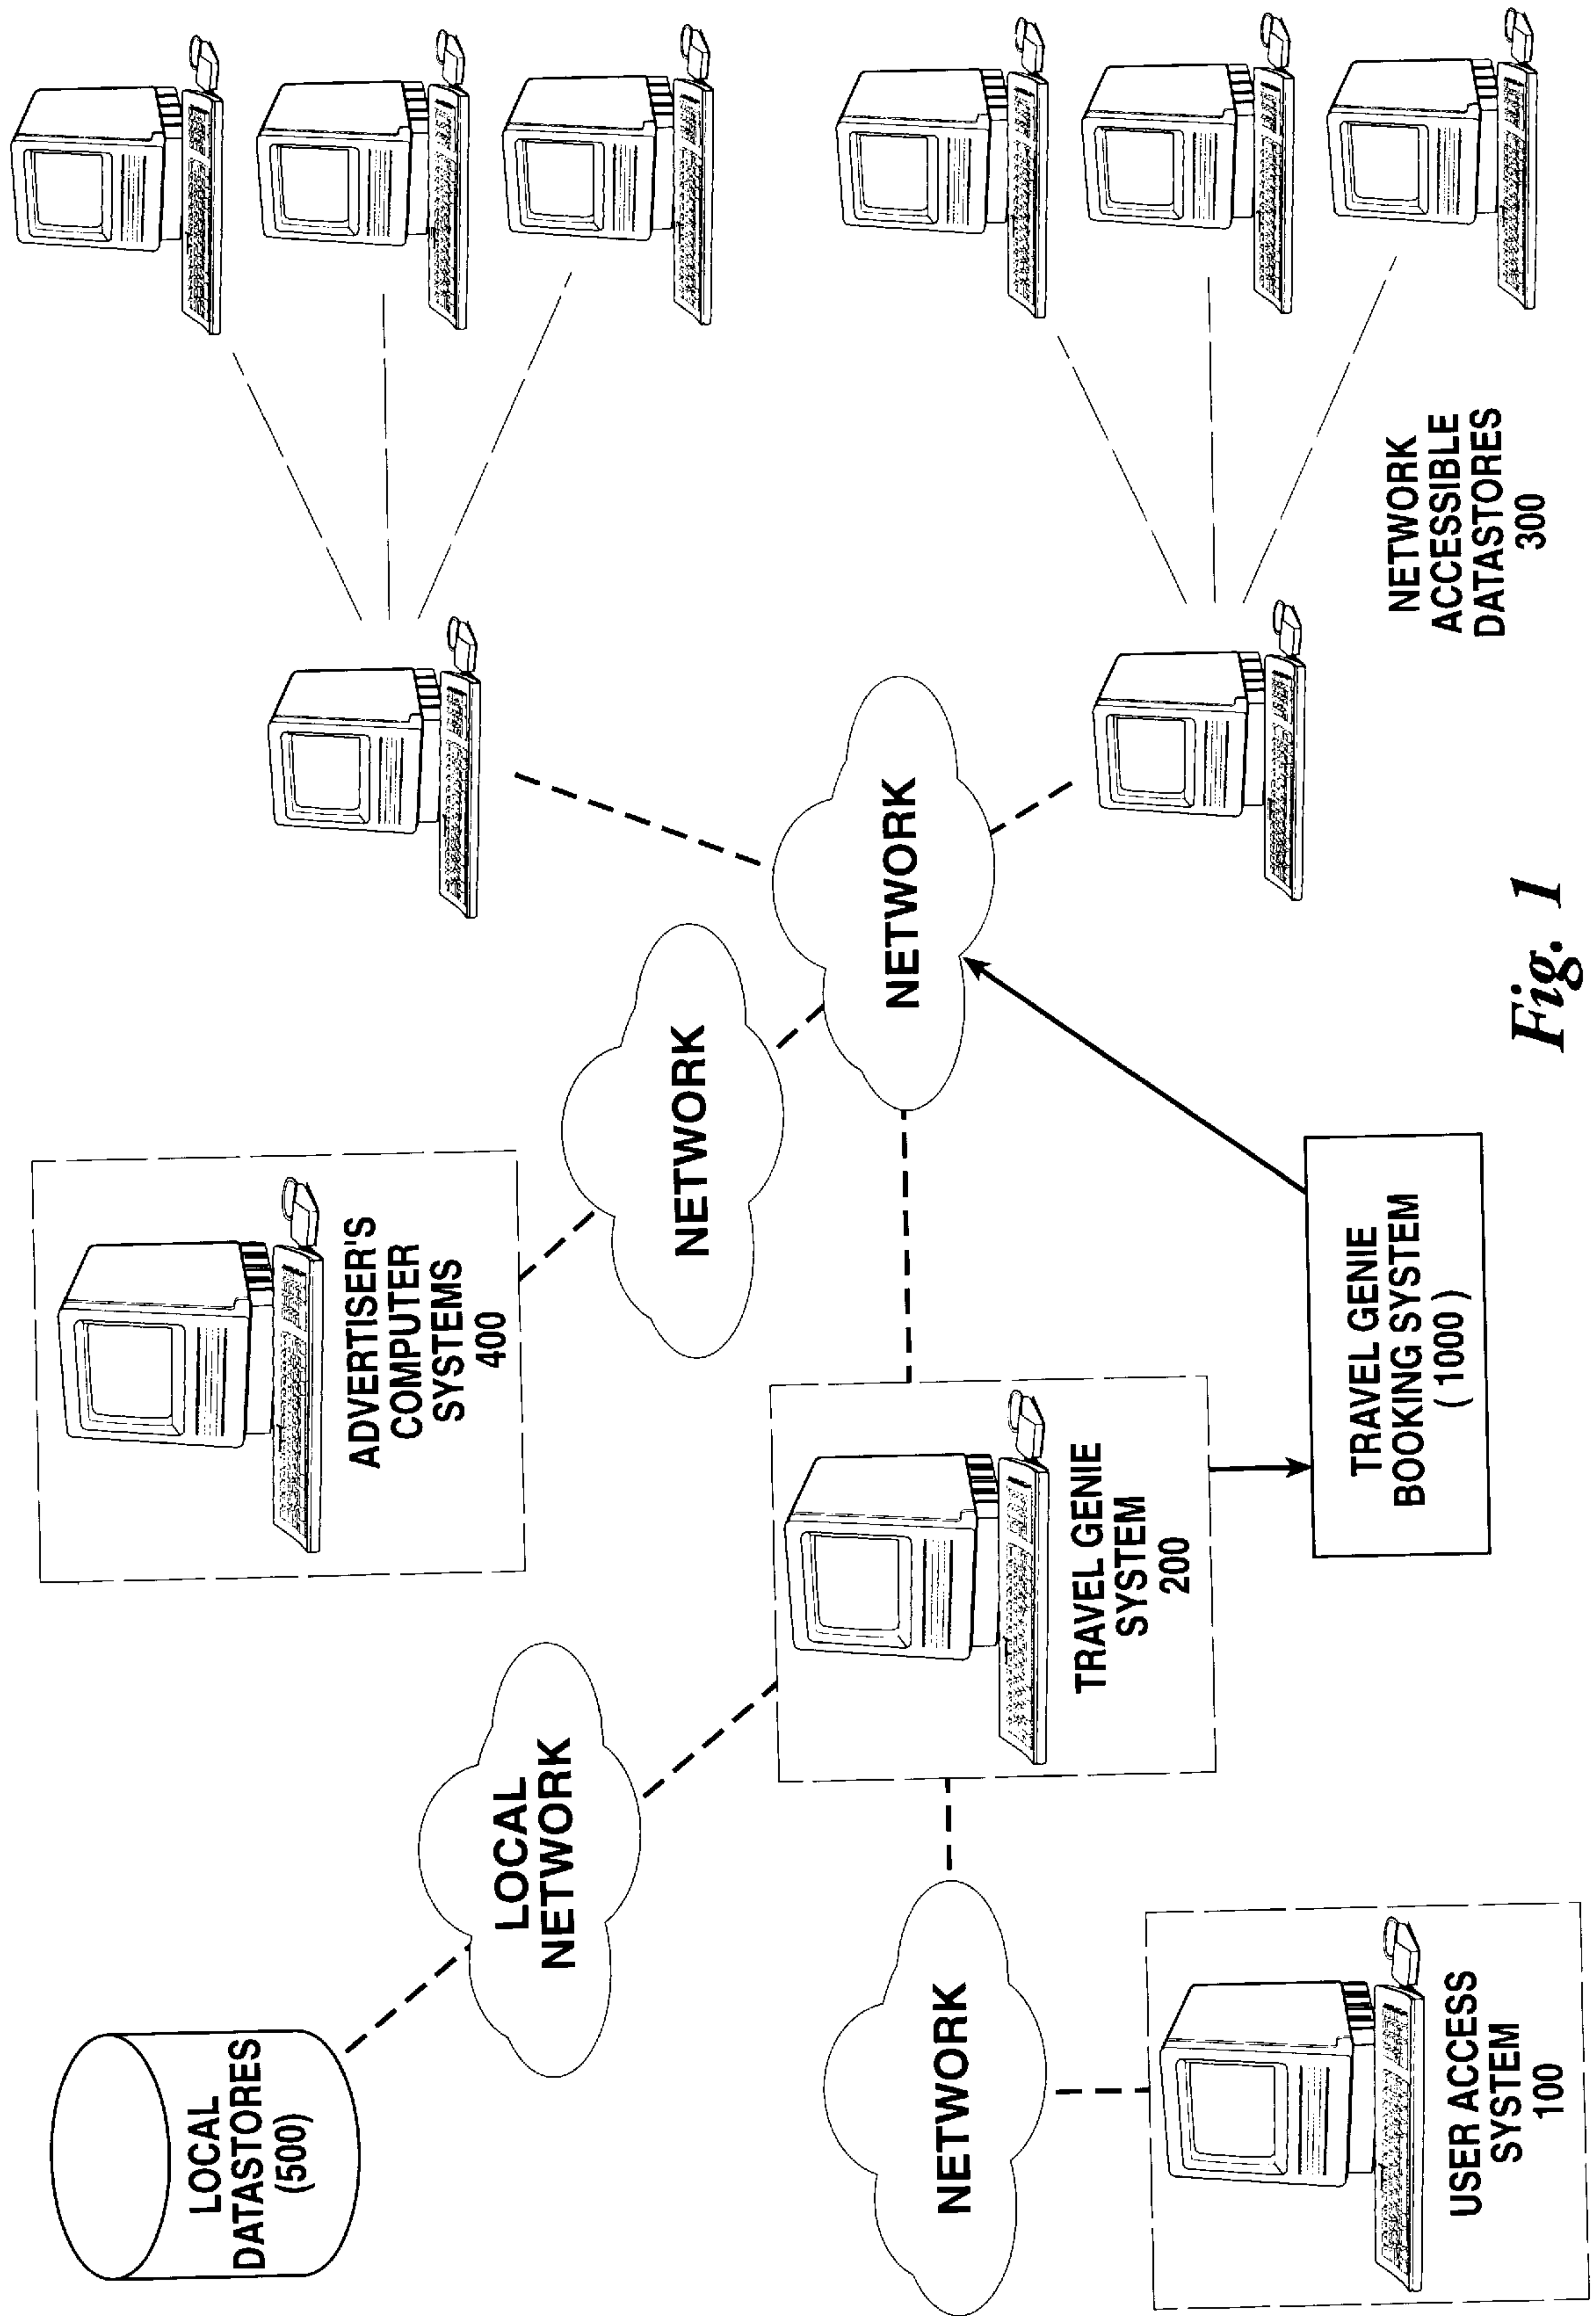 LOCAL
DATASTORES
(500)
LOCAL
NETWORK
ADVERTISER'S
COMPUTER
SYSTEMS
400
NETWORK
NETWORK
NETWORK
TRAVEL GENIE
SYSTEM
200
USER ACCESS
SYSTEM
100
TRAVEL GENIE
BOOKING SYSTEM
( 1000 )
NETWORK
ACCESSIBLE
DATASTORES
300
Fig. 1